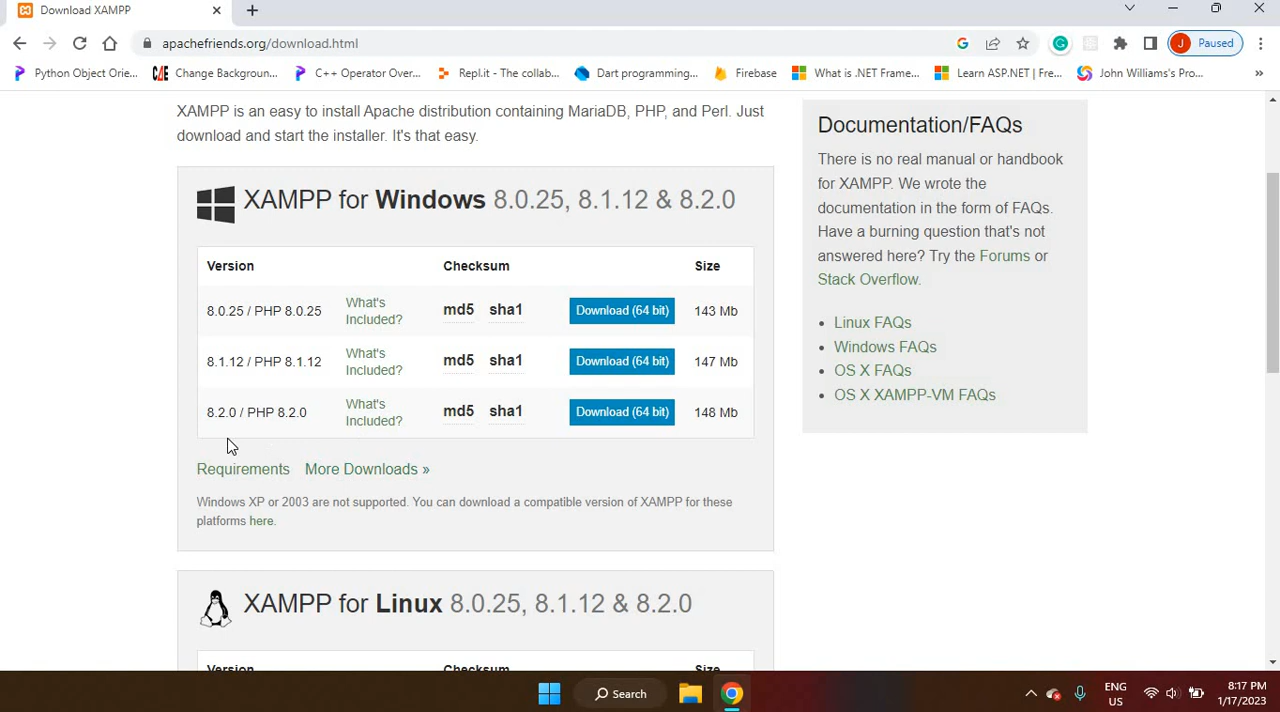 Download XAMPP
apachefriends.org/download.html
J Paused
Python Object Orie...
Change Backgroun...
C++ Operator Over...
Repl.it - The collab...
Dart programming...
Firebase
What is .NET Frame...
Learn ASP.NET | Fre...
John Williams's Pro...
XAMPP is an easy to install Apache distribution containing MariaDB, PHP, and Perl. Just
download and start the installer. It's that easy.
XAMPP for Windows 8.0.25, 8.1.12 & 8.2.0
Version Checksum Size
8.0.25 / PHP 8.0.25 What's Included? md5 sha1 Download (64 bit) 143 Mb
8.1.12 / PHP 8.1.12 What's Included? md5 sha1 Download (64 bit) 147 Mb
8.2.0 / PHP 8.2.0 What's Included? md5 sha1 Download (64 bit) 148 Mb
Requirements More Downloads »
Windows XP or 2003 are not supported. You can download a compatible version of XAMPP for these
platforms here.
XAMPP for Linux 8.0.25, 8.1.12 & 8.2.0
Version Checksum Size
Documentation/FAQs
There is no real manual or handbook
for XAMPP. We wrote the
documentation in the form of FAQs.
Have a burning question that's not
answered here? Try the Forums or
Stack Overflow.
• Linux FAQs
• Windows FAQs
• OS X FAQs
• OS X XAMPP-VM FAQs
Search
ENG
US
8:17 PM
1/17/2023